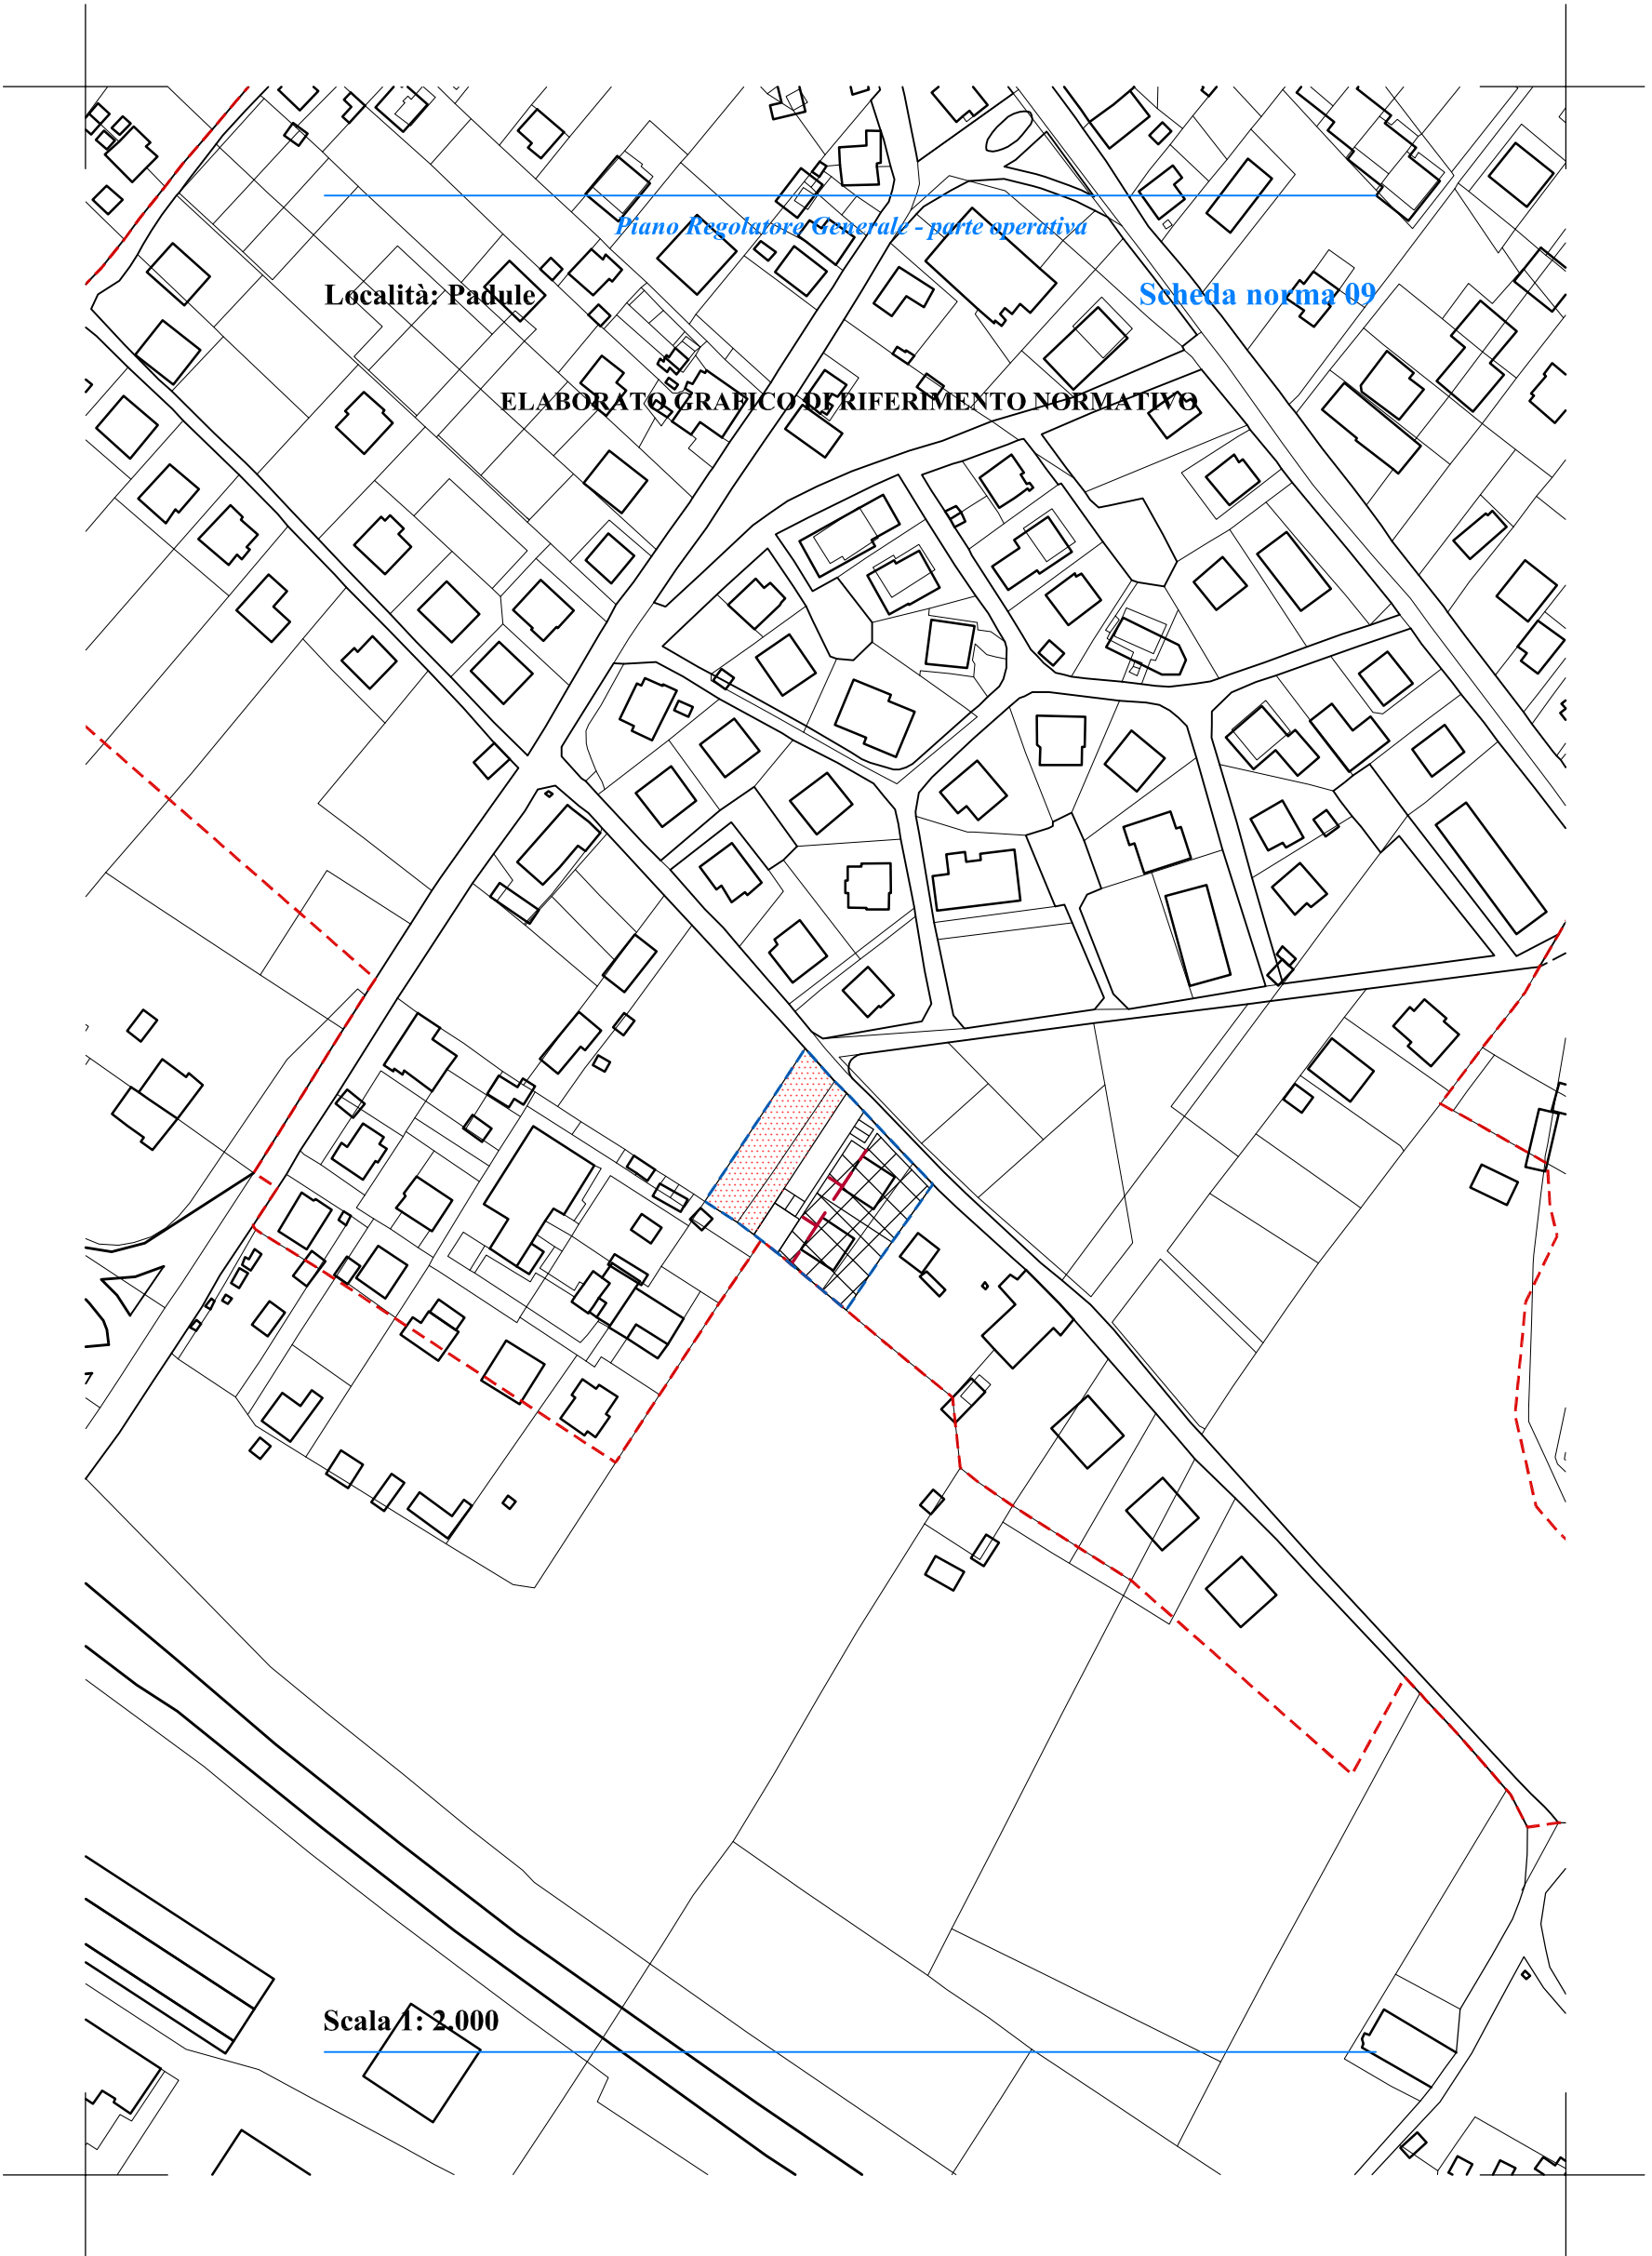 Piano Regolatore Generale - parte operativa
Località: Padule
Scheda norma 09
ELABORATO GRAFICO DI RIFERIMENTO NORMATIVO
Scala 1: 2.000